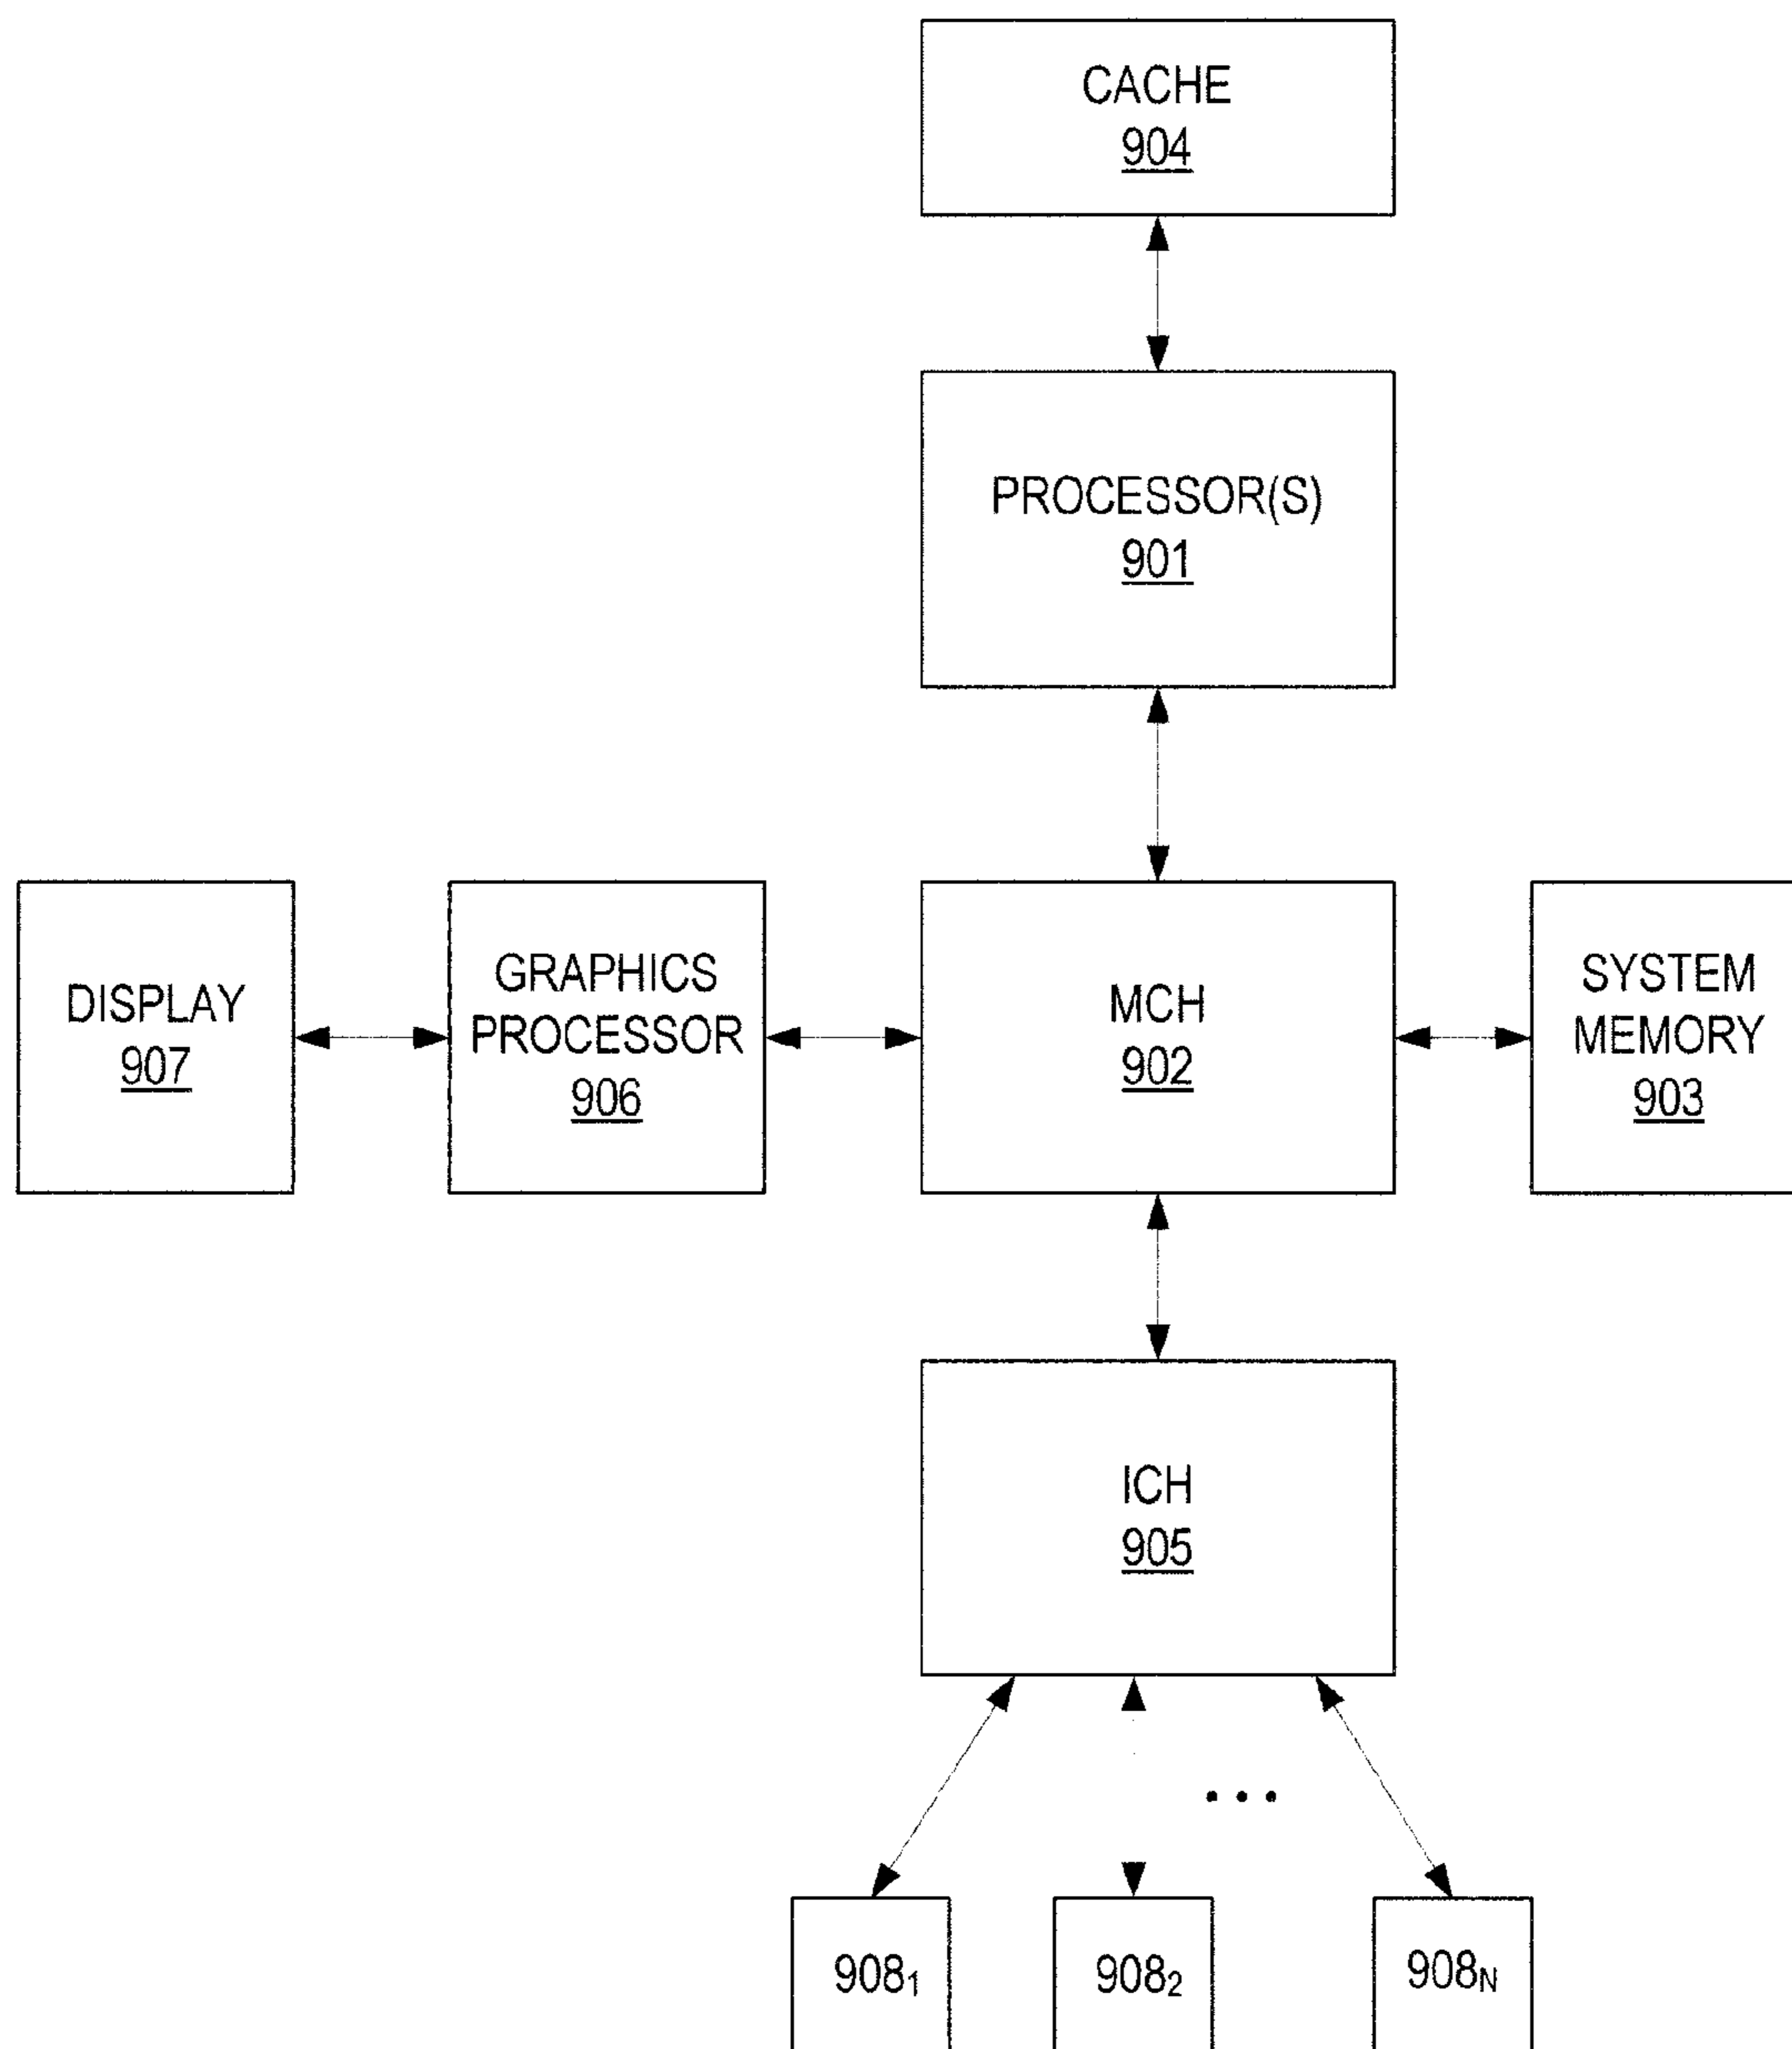 CACHE
904
PROCESSOR(S)
901
DISPLAY
907
GRAPHICS
PROCESSOR
906
MCH
902
SYSTEM
MEMORY
903
ICH
905
...
908₁
908₂
908N